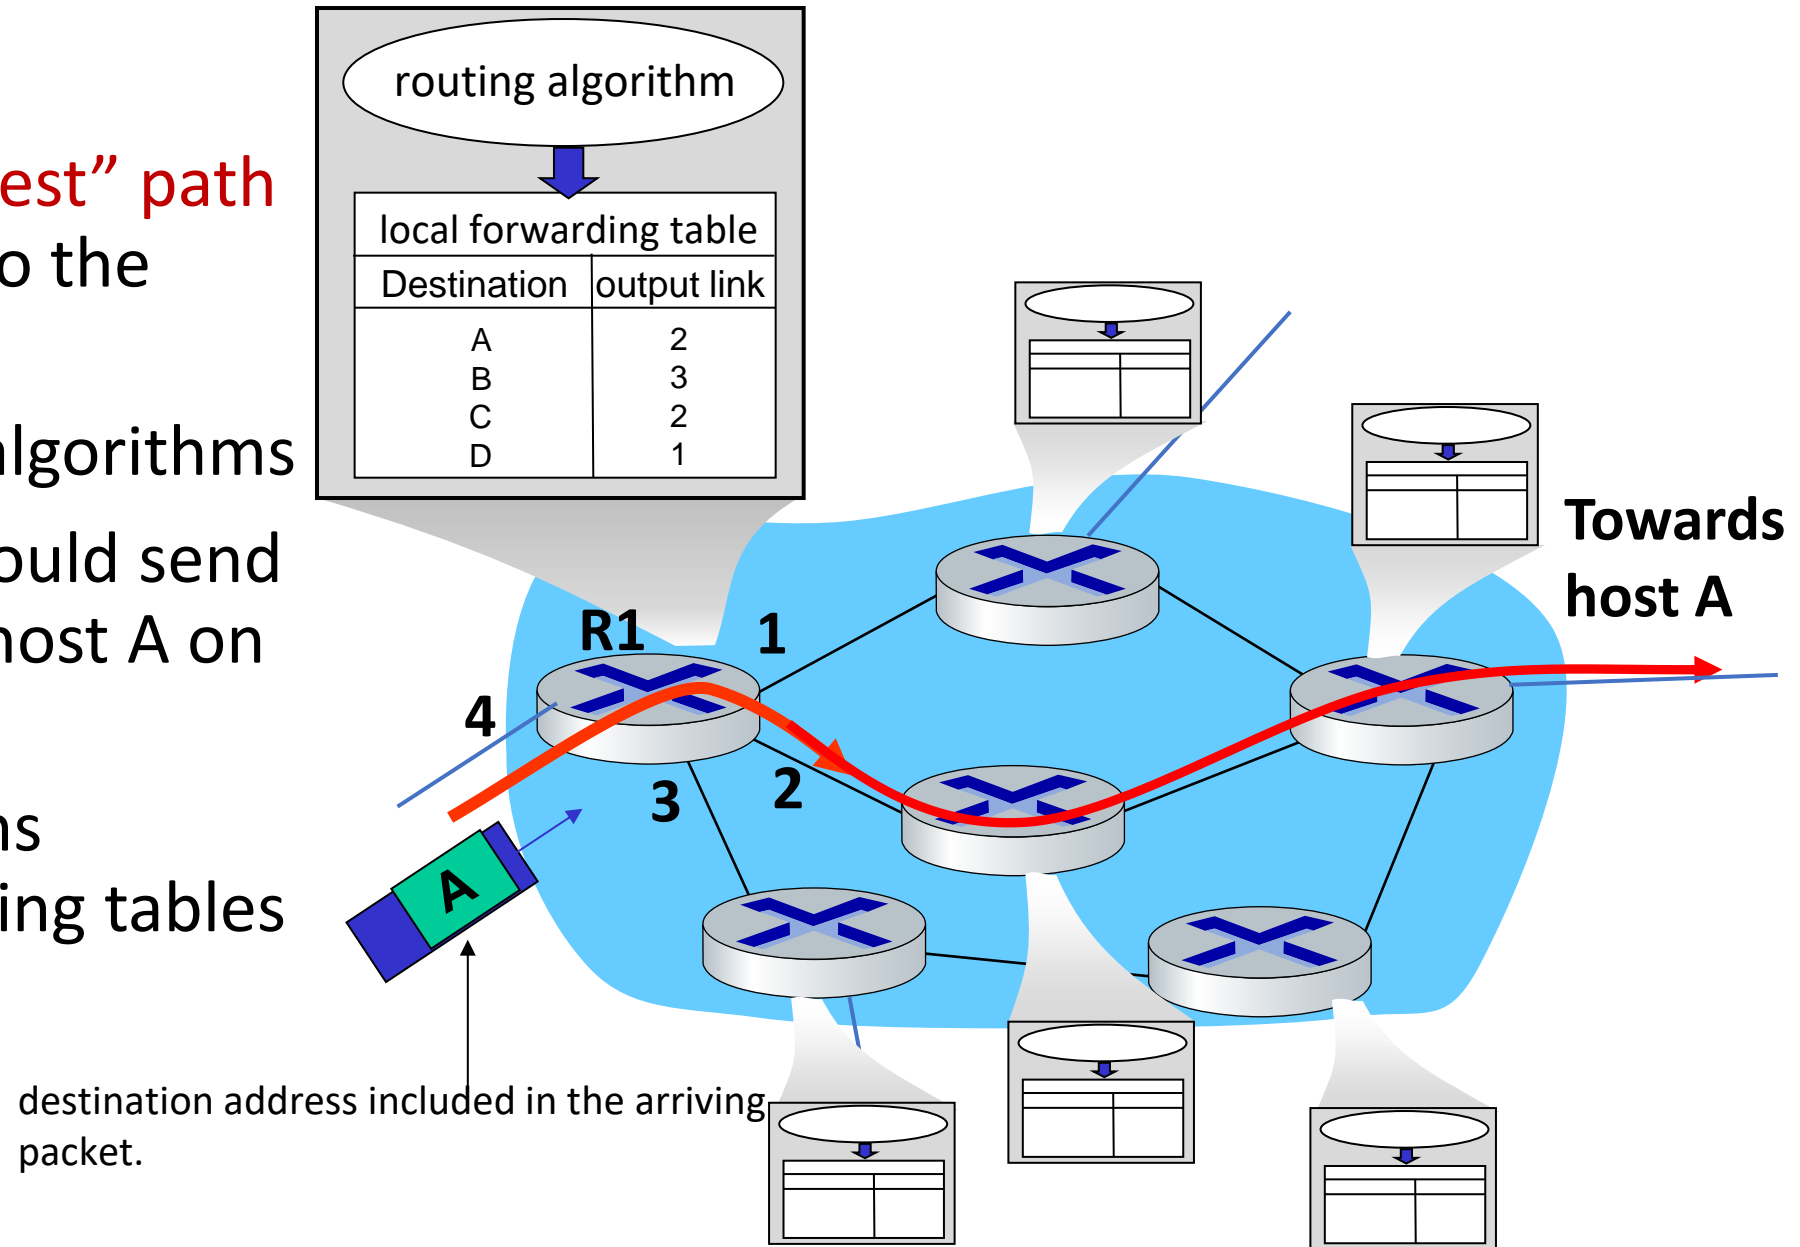 est” path
o the
algorithms
ould send
host A on
ns
ing tables
routing algorithm
local forwarding table
Destination output link
A 2
B 3
C 2
D 1
R1
1
4
3
2
A
Towards
host A
destination address included in the arriving
packet.